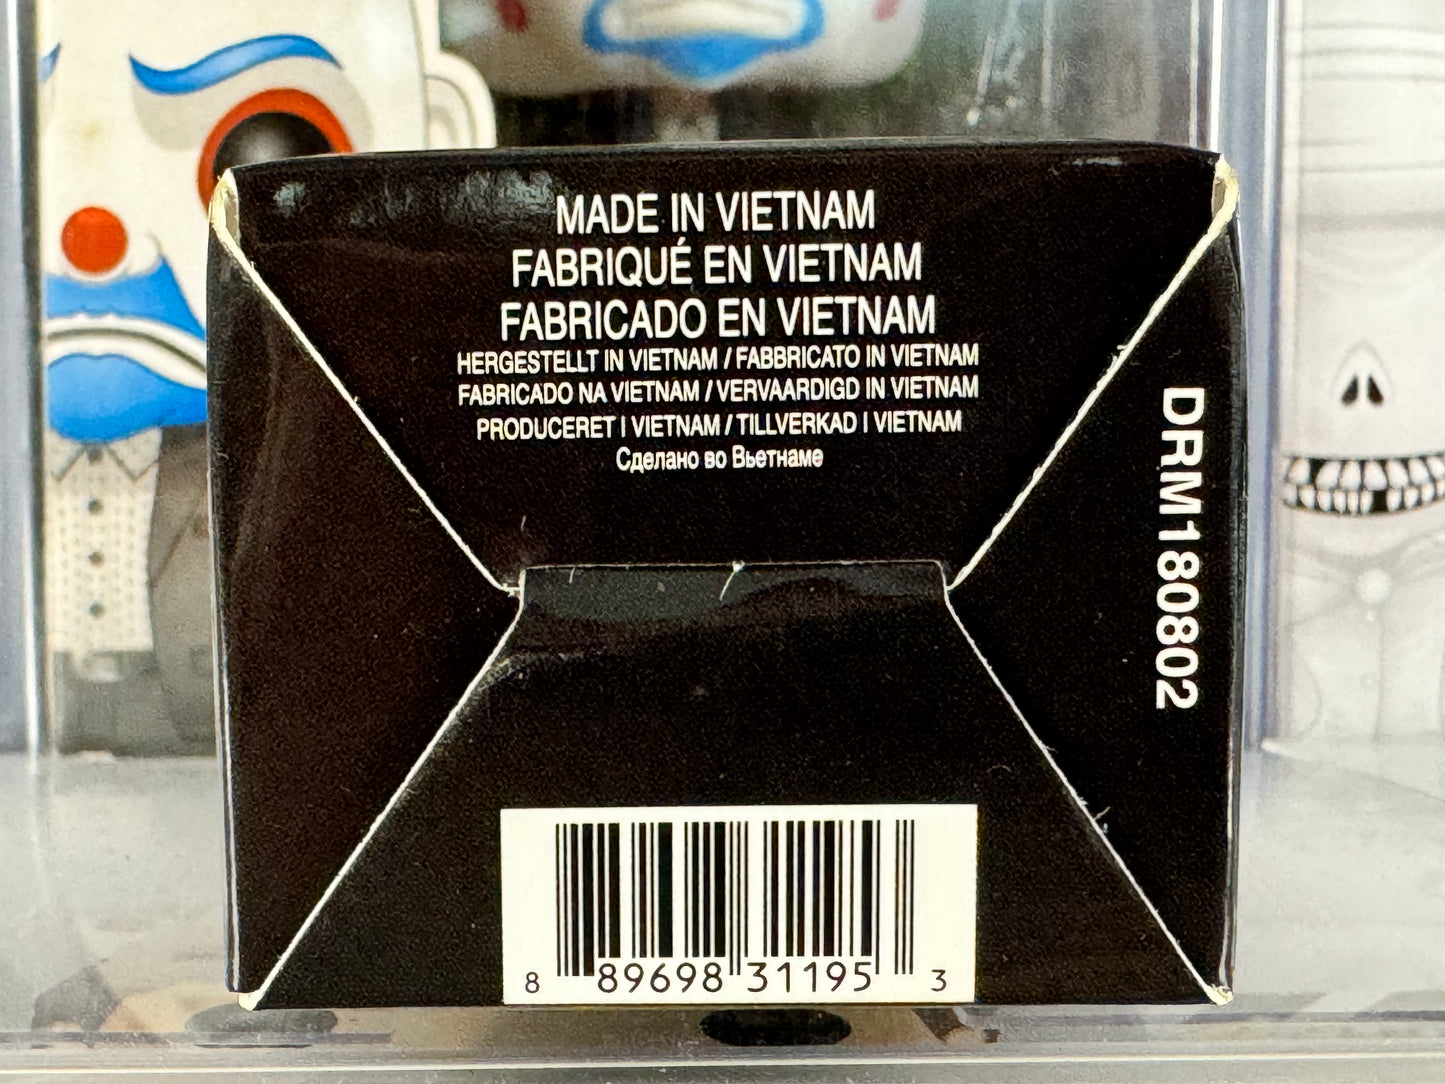 MADE IN VIETNAM
FABRIQUÉ EN VIETNAM
FABRICADO EN VIETNAM
HERGESTELLT IN VIETNAM / FABBRICATO IN VIETNAM
FABRICADO NA VIETNAM / VERVAARDIGD IN VIETNAM
PRODUCERET I VIETNAM / TILLVERKAD I VIETNAM
Сделано во Вьетнаме
DRM180802
8 89698 31195 3